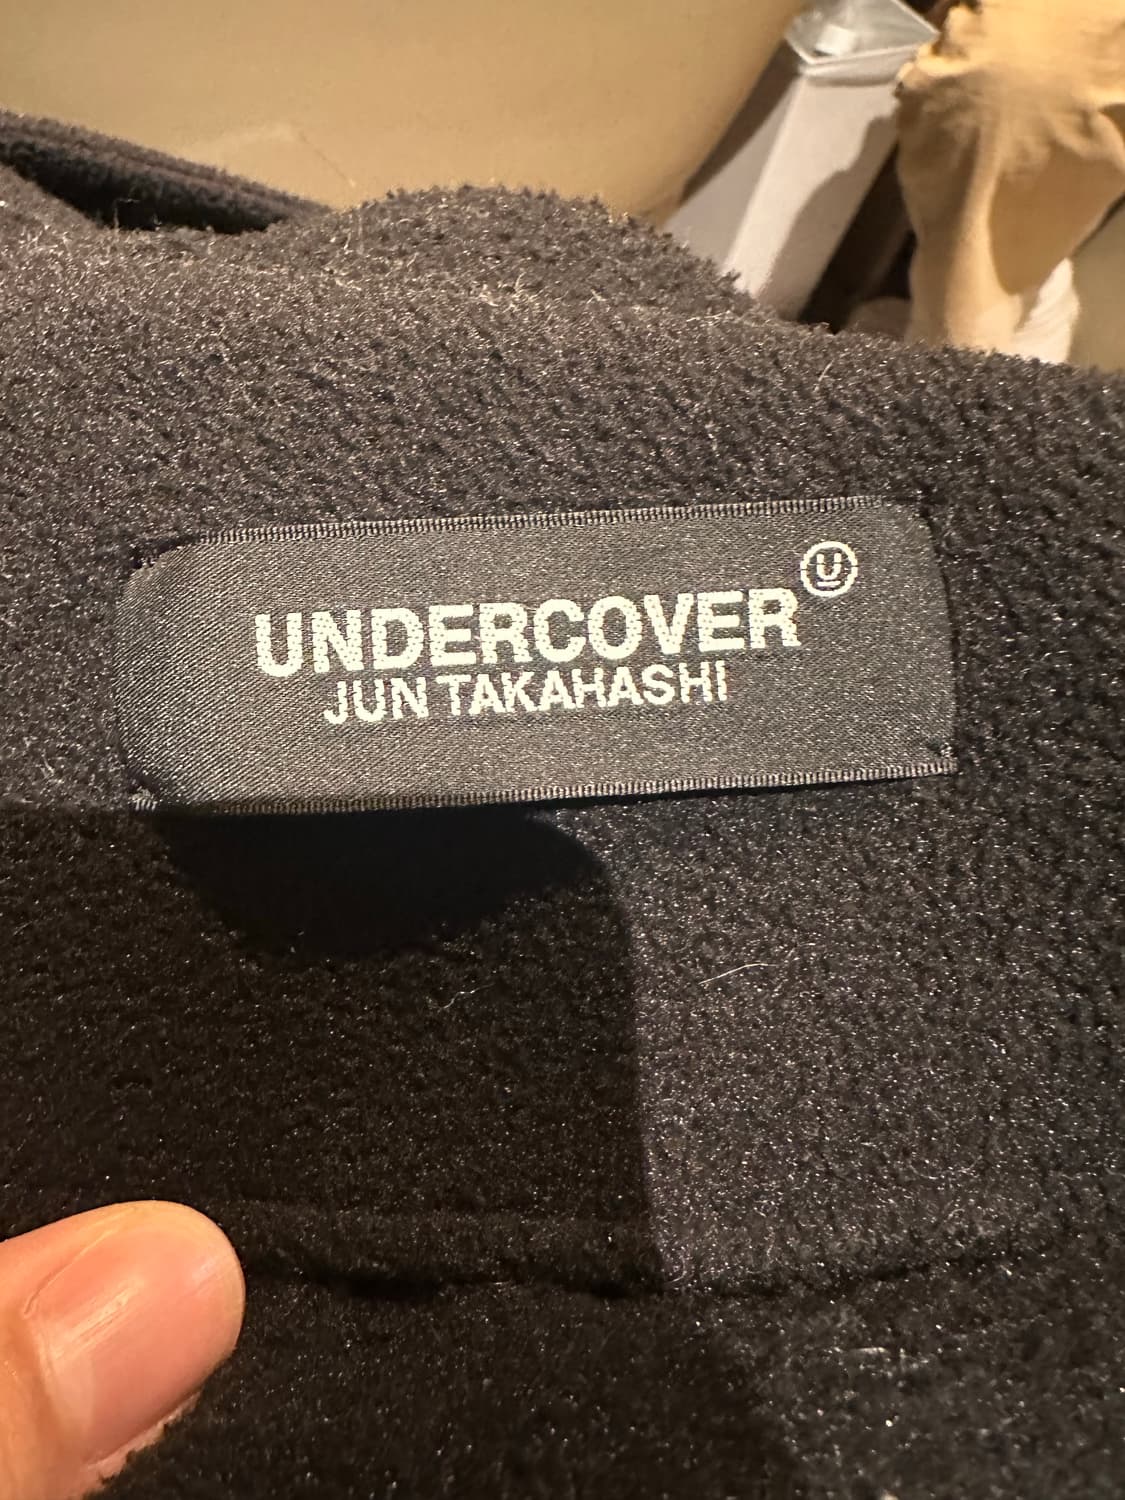 UNDERCOVER Ⓤ
JUN TAKAHASHI